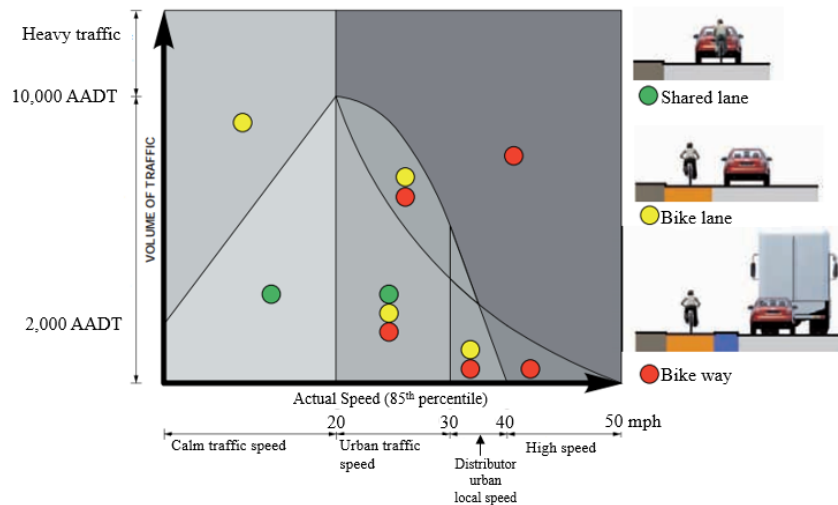 Heavy traffic
10,000 AADT
VOLUME OF TRAFFIC
2,000 AADT
Shared lane
Bike lane
Bike way
Actual Speed (85th percentile)
20
30
40
50 mph
Calm traffic speed
Urban traffic
speed
Distributor
urban
local speed
High speed